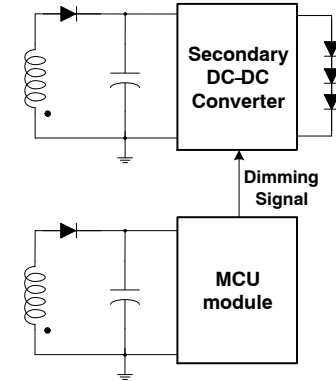 Secondary
DC-DC
Converter
Dimming
Signal
MCU
module